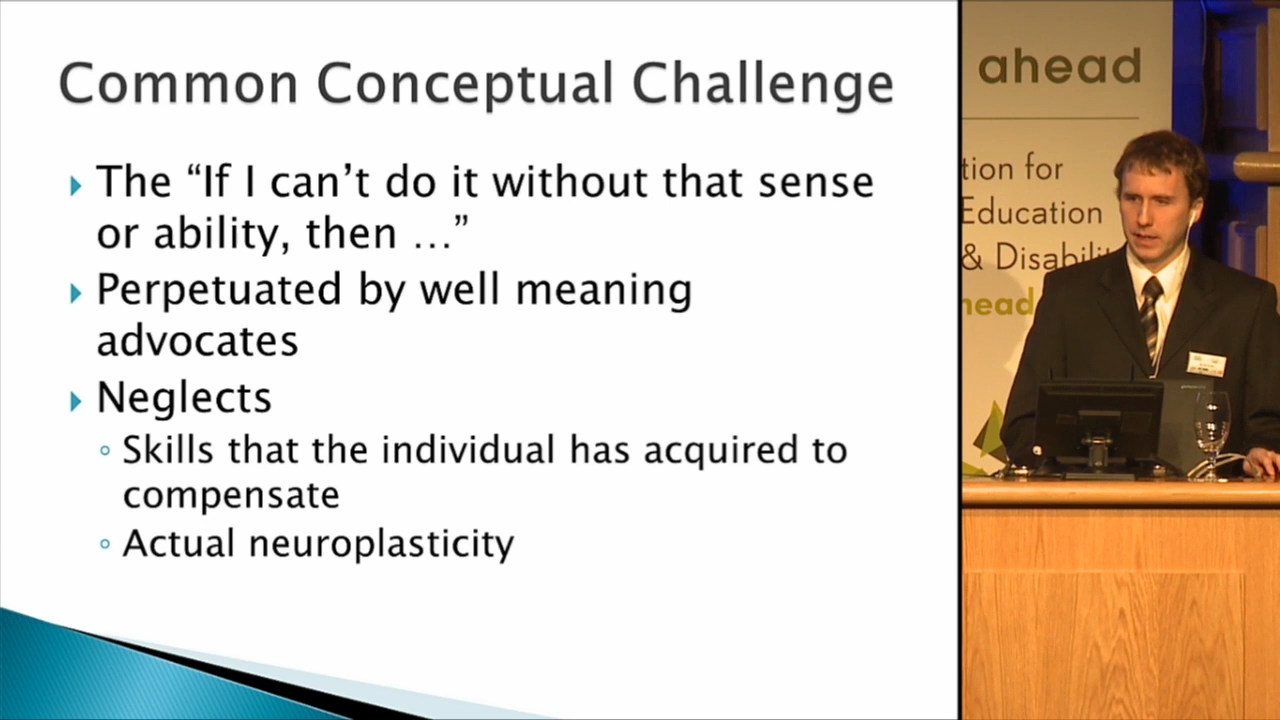 Common Conceptual Challenge
The “If I can’t do it without that sense
or ability, then …”
Perpetuated by well meaning
advocates
Neglects
Skills that the individual has acquired to
compensate
Actual neuroplasticity
ahead
tion for
Education
& Disabilit
head